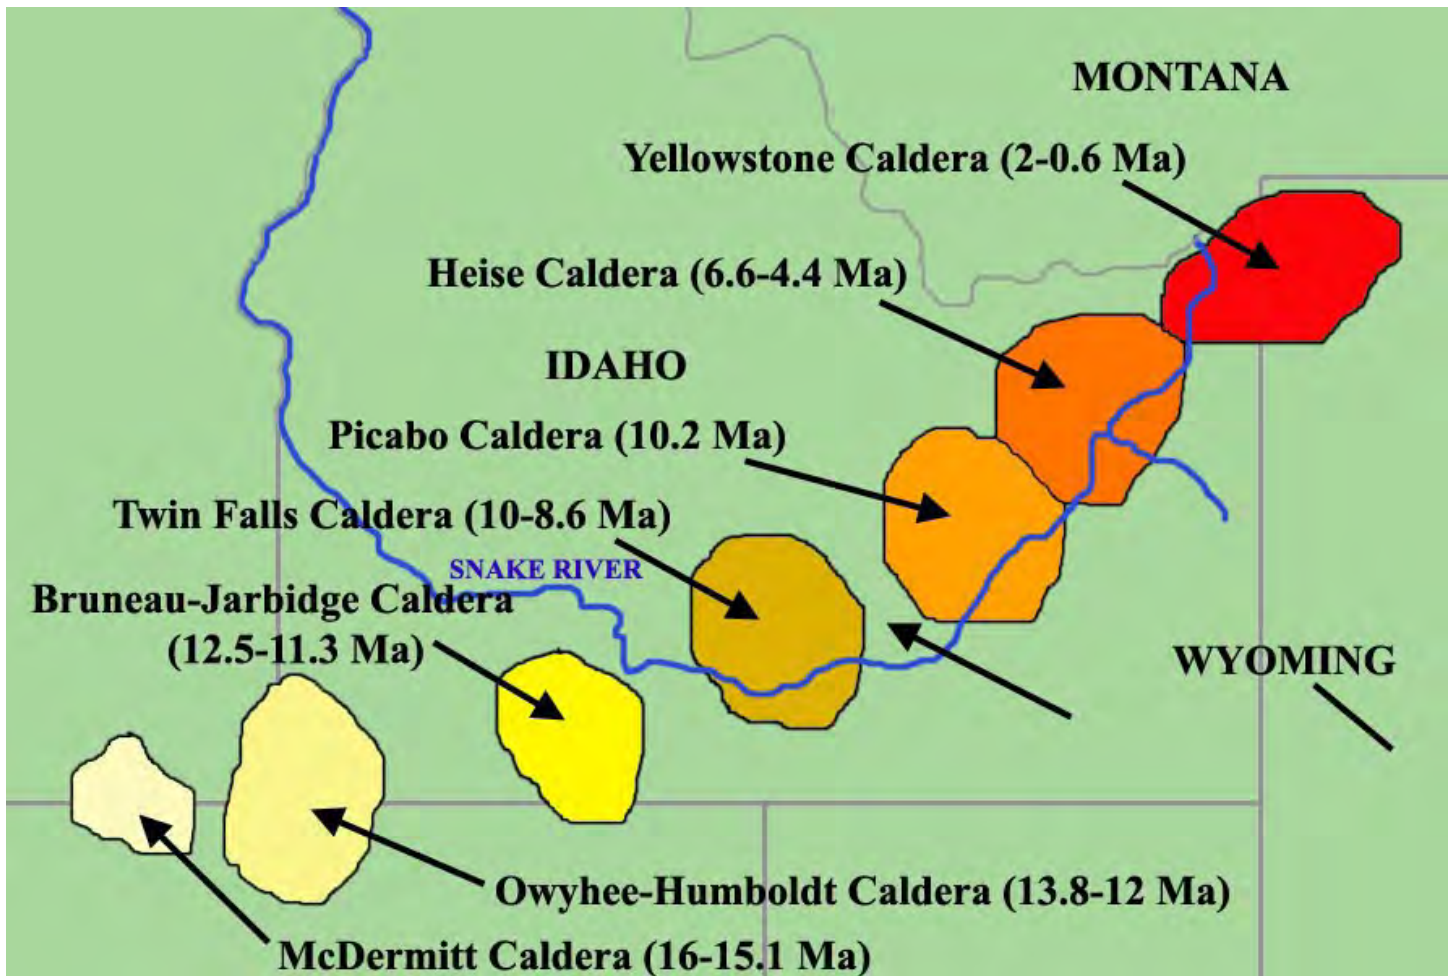 MONTANA
Yellowstone Caldera (2-0.6 Ma)
Heise Caldera (6.6-4.4 Ma)
IDAHO
Picabo Caldera (10.2 Ma)
Twin Falls Caldera (10-8.6 Ma)
SNAKE RIVER
Bruneau-Jarbidge Caldera
(12.5-11.3 Ma)
WYOMING
Owyhee-Humboldt Caldera (13.8-12 Ma)
McDermitt Caldera (16-15.1 Ma)